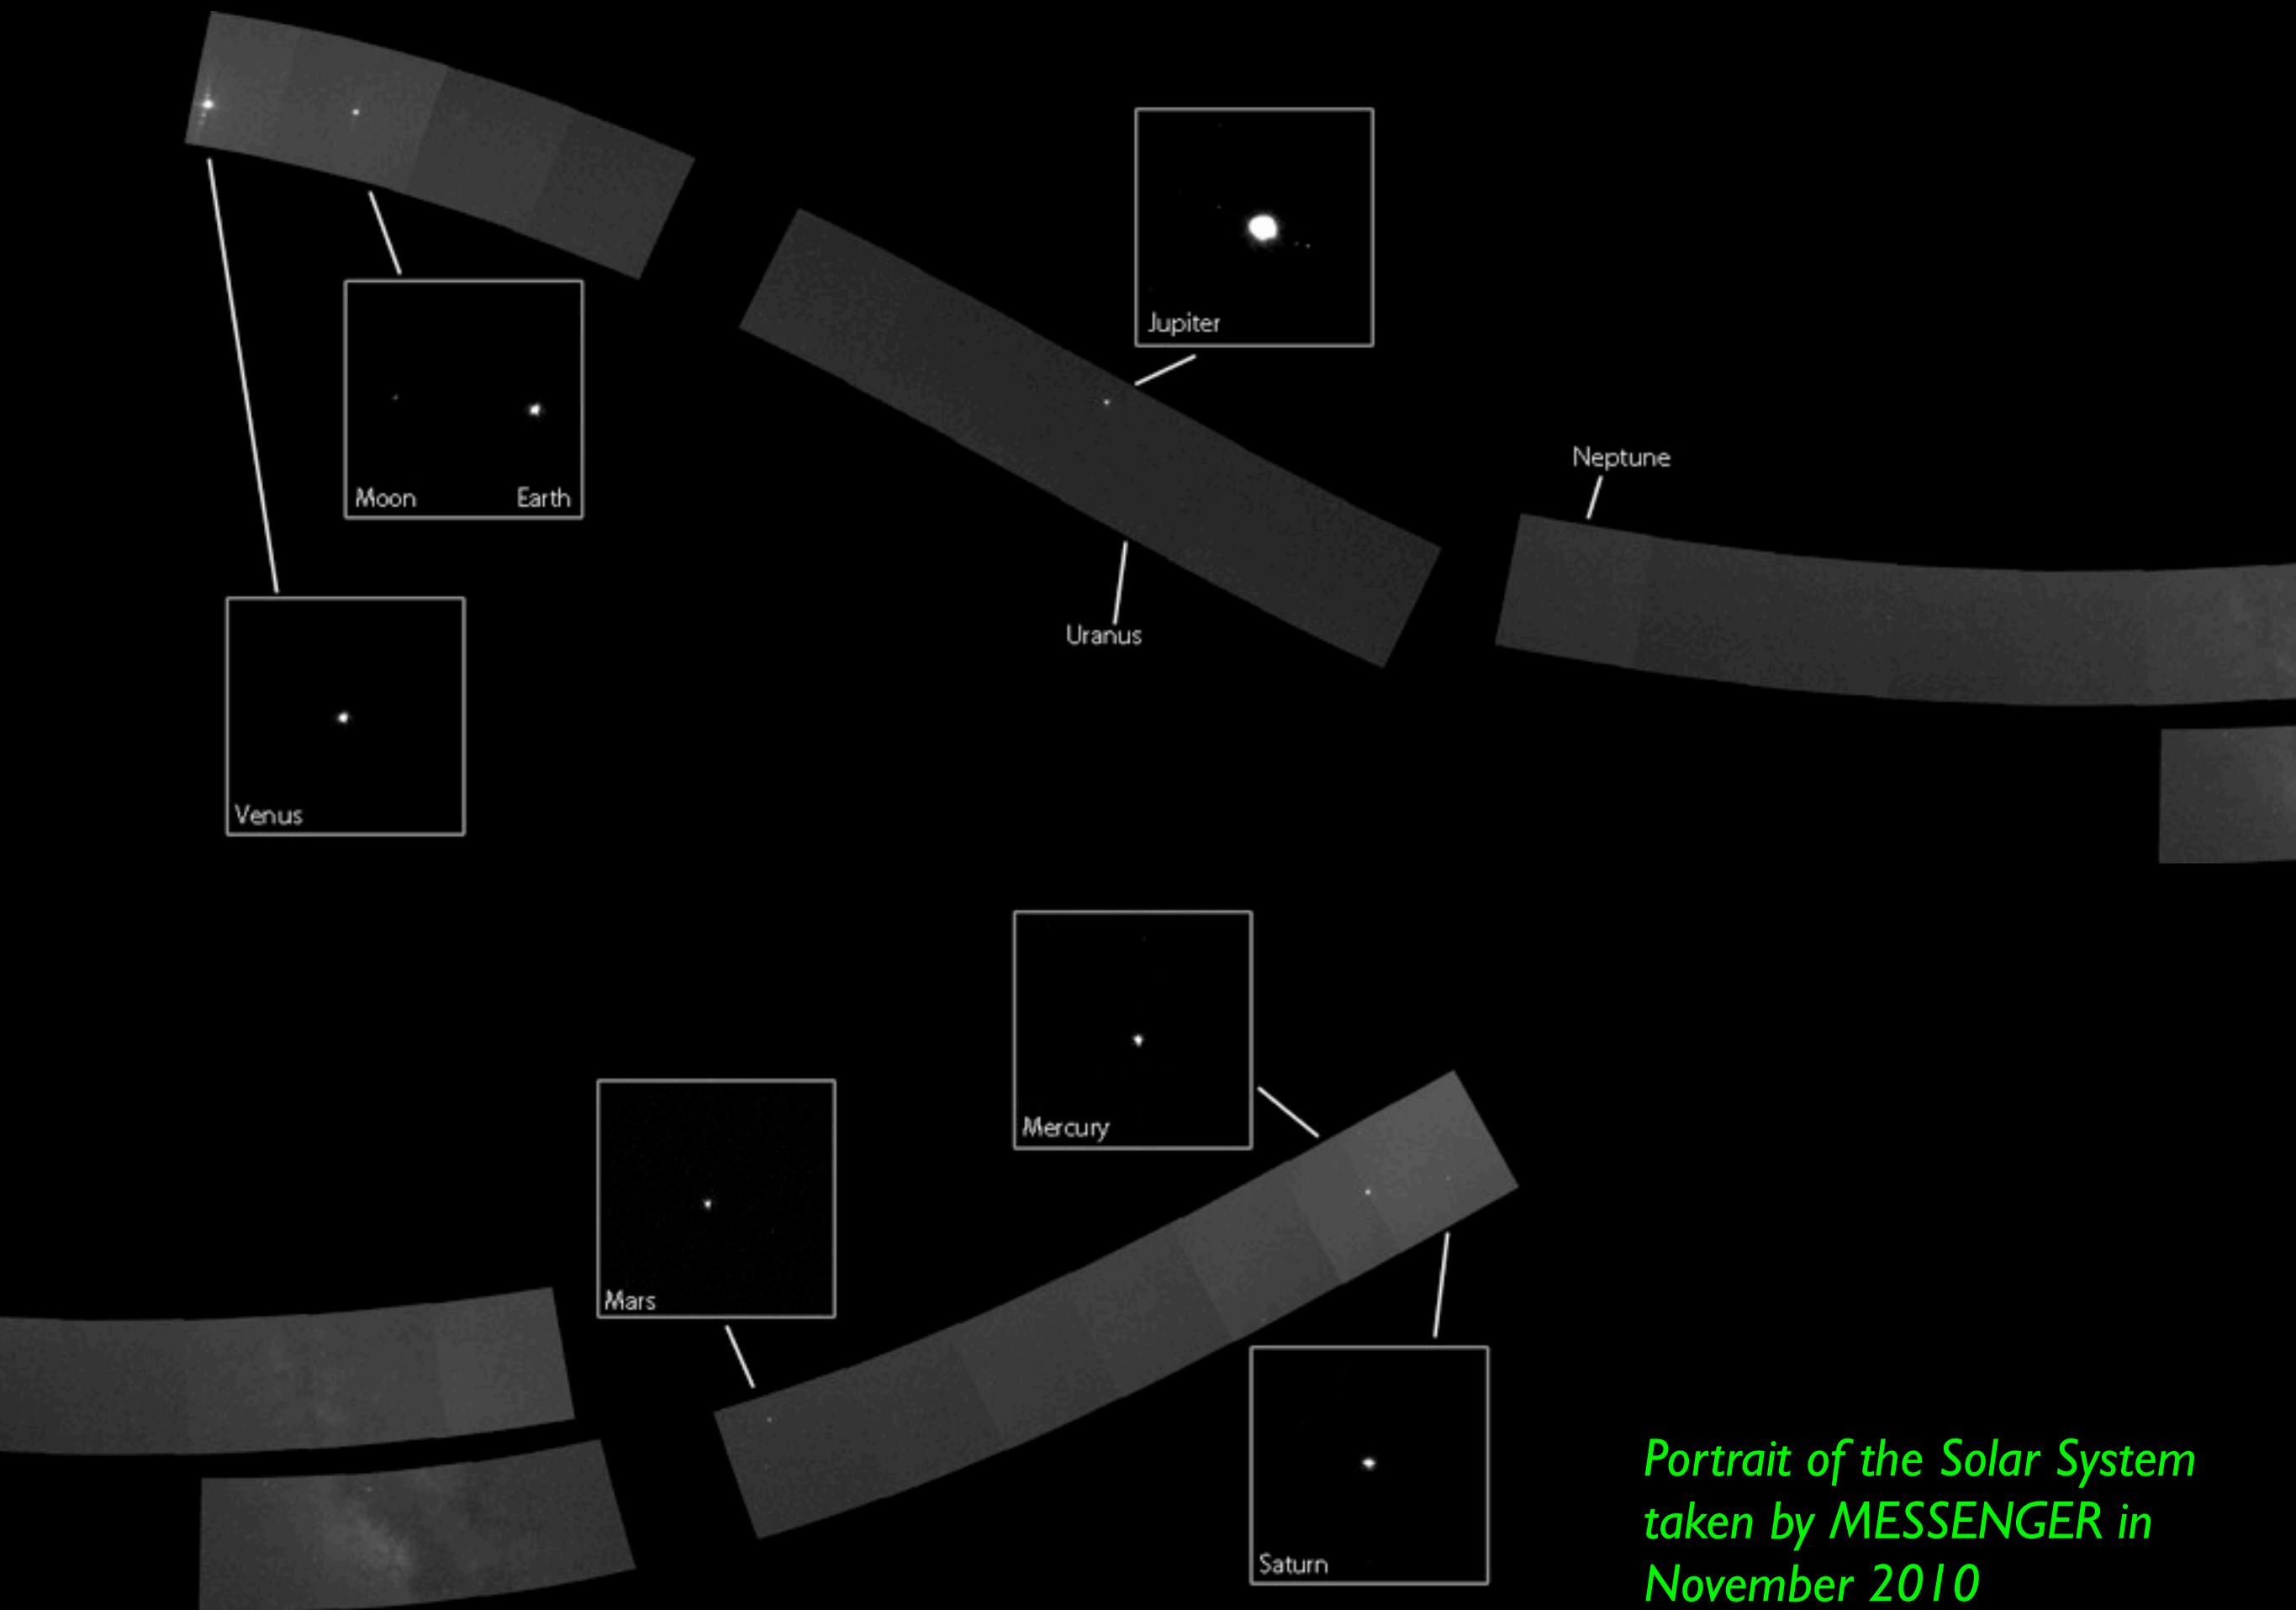 Jupiter
Neptune
Moon Earth
Uranus
Venus
Mercury
Mars
Saturn
Portrait of the Solar System
taken by MESSENGER in
November 2010